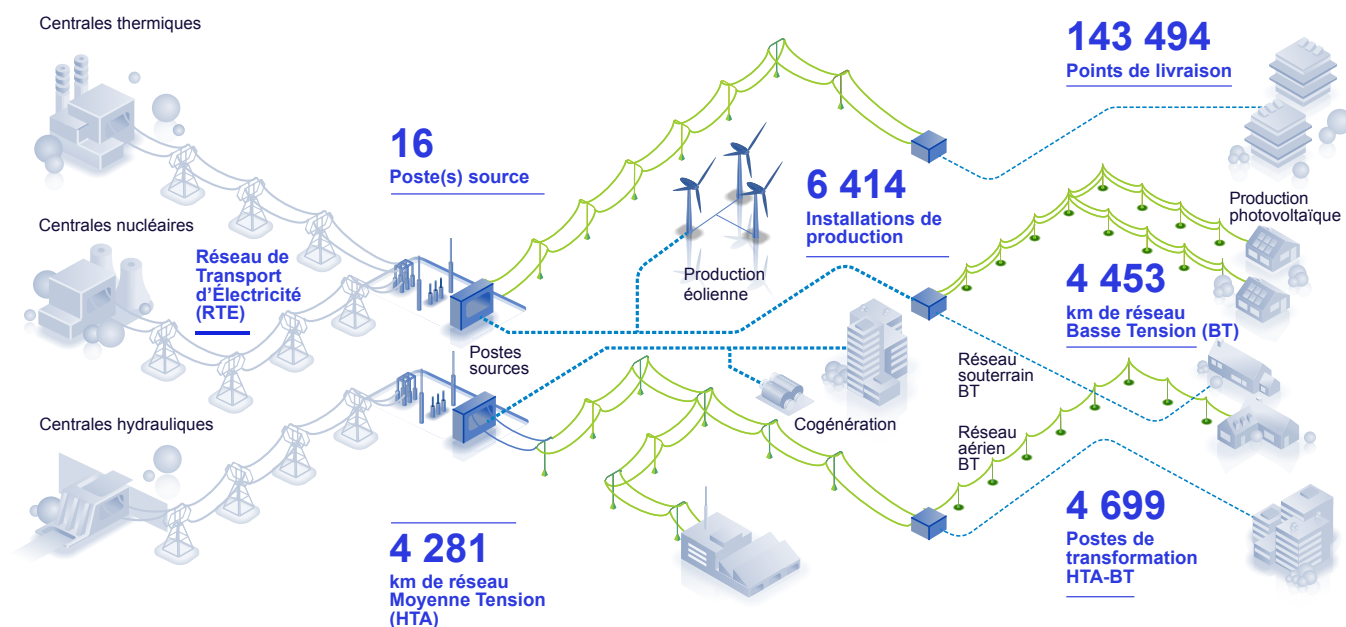 Centrales thermiques
143 494
Points de livraison
16
Poste(s) source
6 414
Installations de
production
Production
photovoltaïque
Centrales nucléaires
Réseau de
Transport
d’Électricité
(RTE)
Production
éolienne
4 453
km de réseau
Basse Tension (BT)
Postes
sources
Réseau
souterrain
BT
Centrales hydrauliques
Cogénération
Réseau
aérien
BT
4 281
km de réseau
Moyenne Tension
(HTA)
4 699
Postes de
transformation
HTA-BT